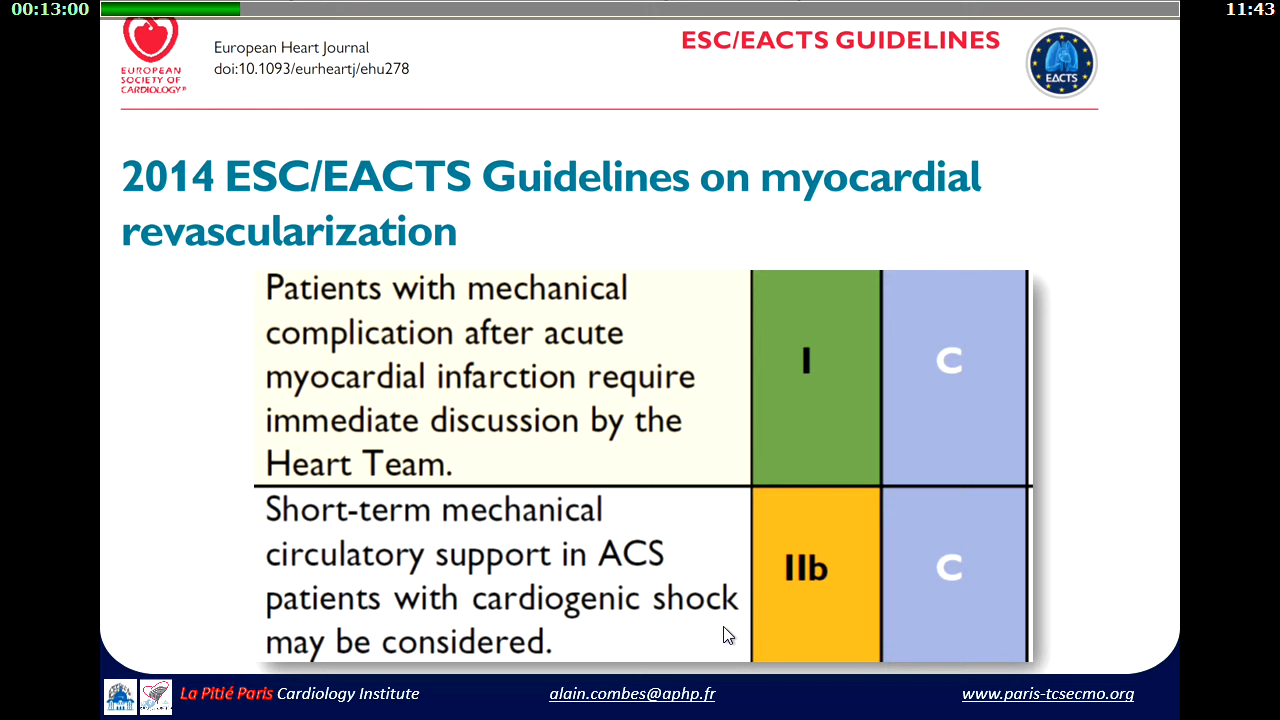 00:13:00
11:43
European Heart Journal
doi:10.1093/eurheartj/ehu278
ESC/EACTS GUIDELINES
EUROPEAN
SOCIETY OF
CARDIOLOGY®
EACTS
2014 ESC/EACTS Guidelines on myocardial
revascularization
Patients with mechanical
complication after acute
myocardial infarction require
immediate discussion by the
Heart Team.
I
C
Short-term mechanical
circulatory support in ACS
patients with cardiogenic shock
may be considered.
IIb
C
La Pitié Paris Cardiology Institute
alain.combes@aphp.fr
www.paris-tcsecmo.org